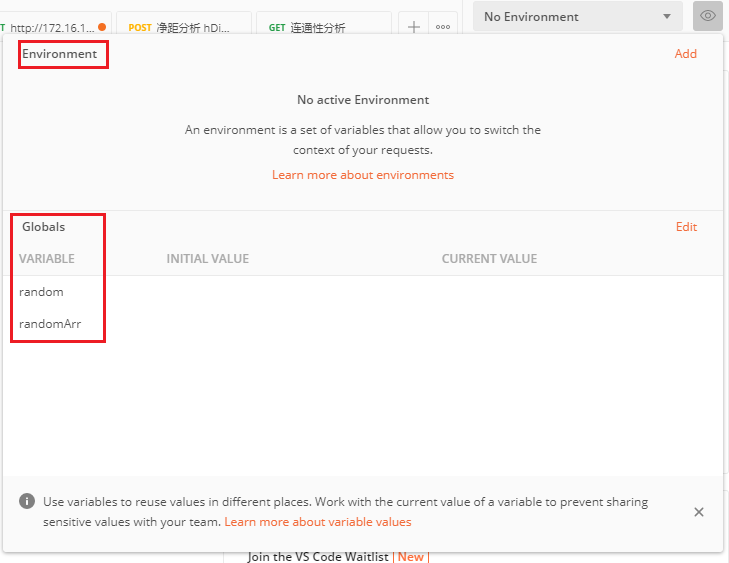 T http://172.16.1...
POST 净距分析 hDi...
GET 连通性分析
No Environment
Environment
Add
No active Environment
An environment is a set of variables that allow you to switch the
context of your requests.
Learn more about environments
Globals
Edit
VARIABLE INITIAL VALUE CURRENT VALUE
random
randomArr
Use variables to reuse values in different places. Work with the current value of a variable to prevent sharing
sensitive values with your team. Learn more about variable values
Join the VS Code Waitlist | New |